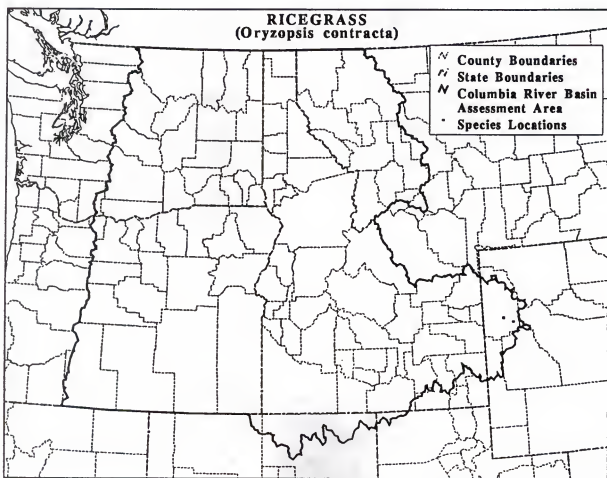 RICEGRASS
(Oryzopsis contracta)
County Boundaries
State Boundaries
Columbia River Basin
Assessment Area
Species Locations